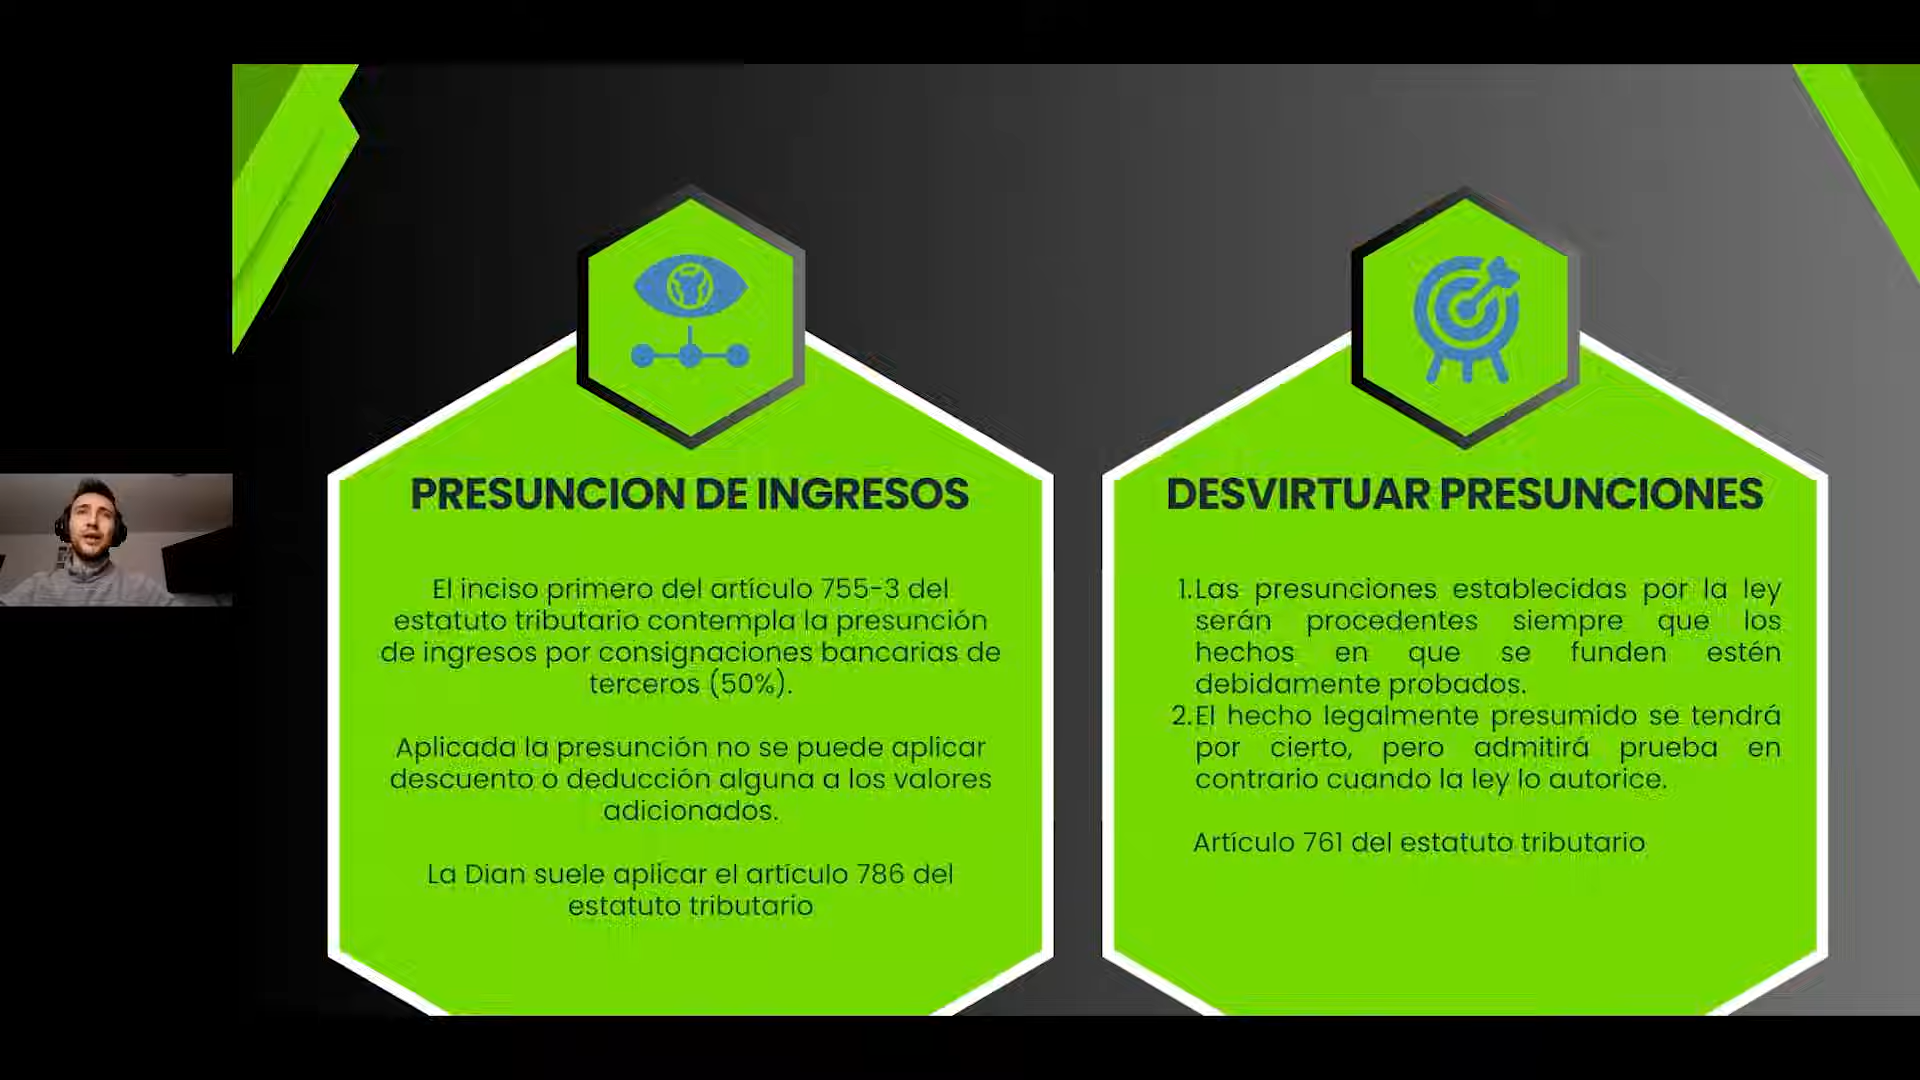 PRESUNCION DE INGRESOS
El inciso primero del artículo 755-3 del
estatuto tributario contempla la presunción
de ingresos por consignaciones bancarias de
terceros (50%).
Aplicada la presunción no se puede aplicar
descuento o deducción alguna a los valores
adicionados.
La Dian suele aplicar el artículo 786 del
estatuto tributario
DESVIRTUAR PRESUNCIONES
1.Las presunciones establecidas por la ley
serán procedentes siempre que los
hechos en que se funden estén
debidamente probados.
2.El hecho legalmente presumido se tendrá
por cierto, pero admitirá prueba en
contrario cuando la ley lo autorice.
Artículo 761 del estatuto tributario